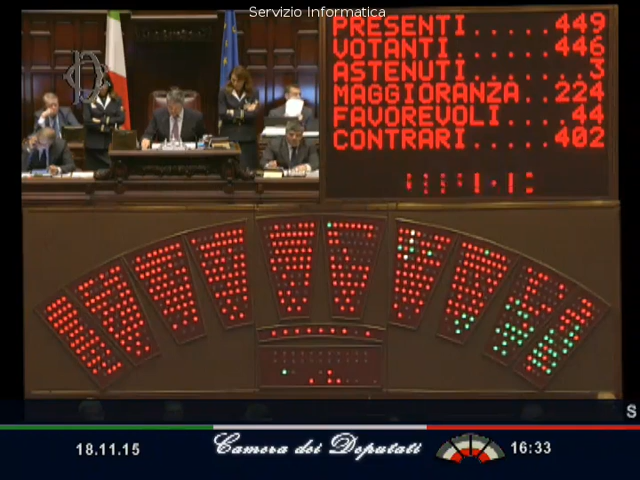 Servizio Informatica
PRESENTI.....449
VOTANTI.....446
ASTENUTI.......3
MAGGIORANZA..224
FAVOREVOLI....44
CONTRARI.....402
S
18.11.15
Camera dei Deputati
16:33